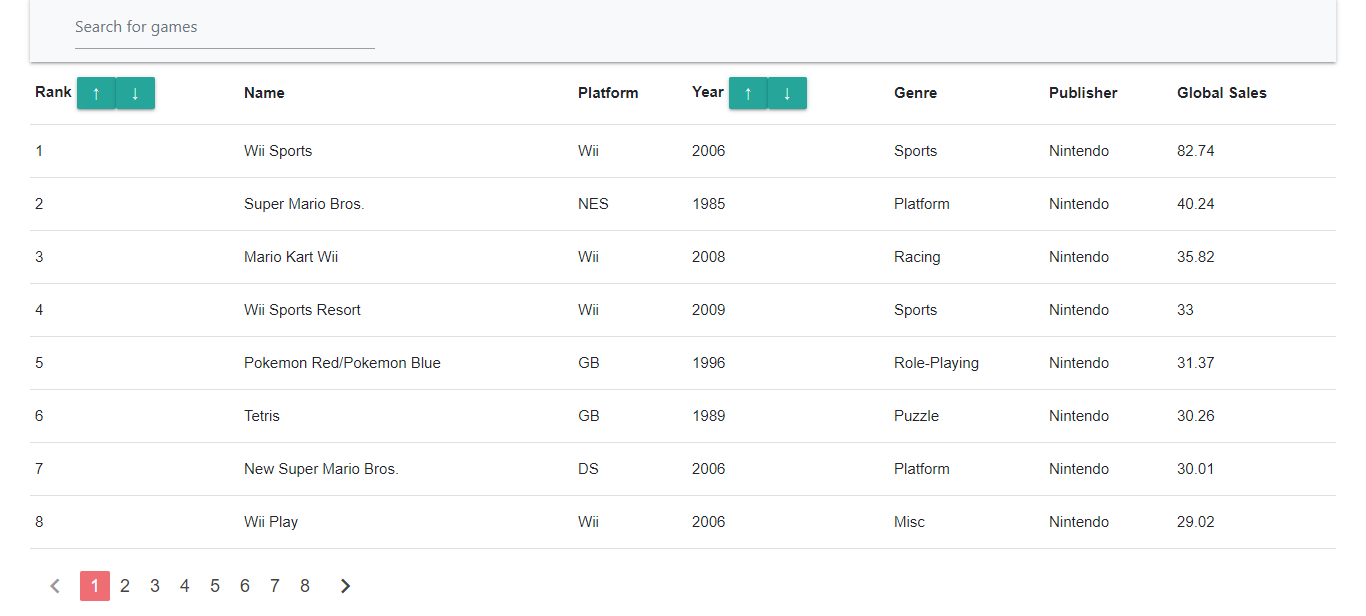 Search for games
Rank ↑ ↓ Name Platform Year ↑ ↓ Genre Publisher Global Sales
1 Wii Sports Wii 2006 Sports Nintendo 82.74
2 Super Mario Bros. NES 1985 Platform Nintendo 40.24
3 Mario Kart Wii Wii 2008 Racing Nintendo 35.82
4 Wii Sports Resort Wii 2009 Sports Nintendo 33
5 Pokemon Red/Pokemon Blue GB 1996 Role-Playing Nintendo 31.37
6 Tetris GB 1989 Puzzle Nintendo 30.26
7 New Super Mario Bros. DS 2006 Platform Nintendo 30.01
8 Wii Play Wii 2006 Misc Nintendo 29.02
1 2 3 4 5 6 7 8